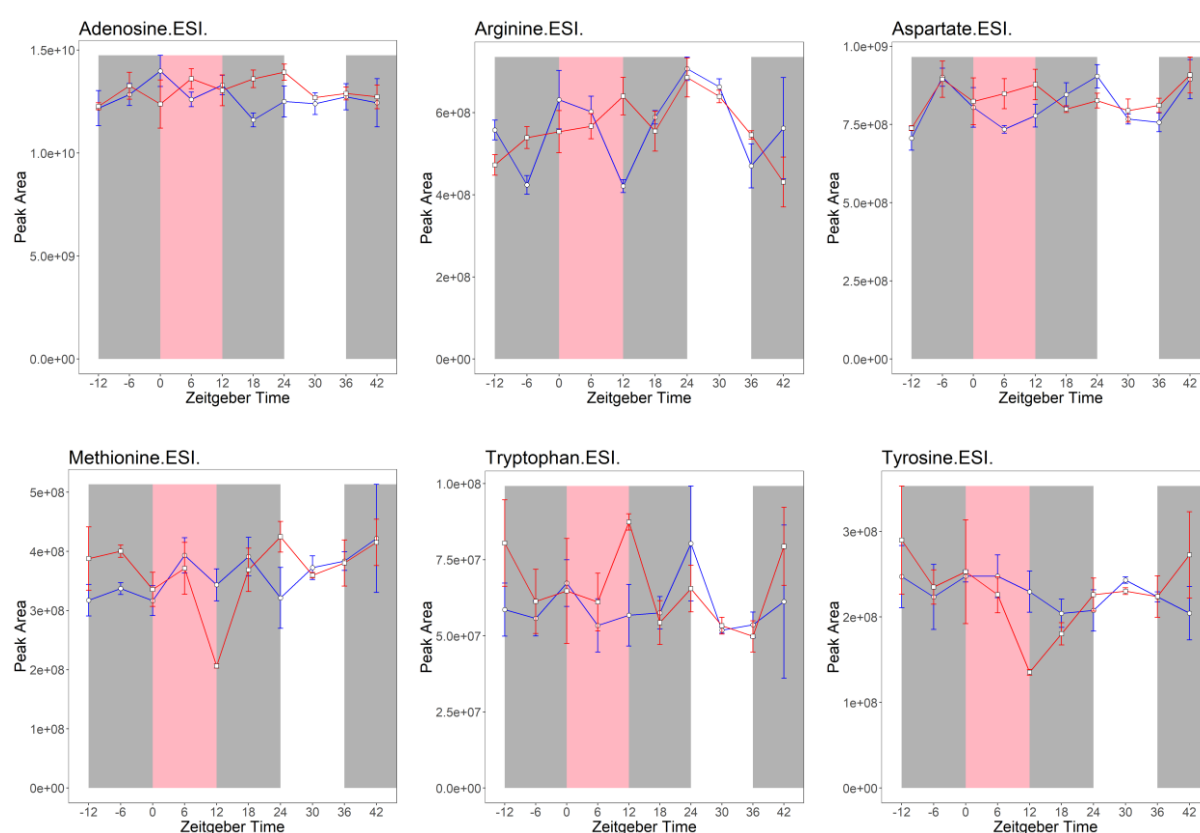 Adenosine.ESI.
Peak Area
1.5e+10
1.0e+10
5.0e+09
0.0e+00
-12 -6 0 6 12 18 24 30 36 42
Zeitgeber Time
Arginine.ESI.
Peak Area
6e+08
4e+08
2e+08
0e+00
-12 -6 0 6 12 18 24 30 36 42
Zeitgeber Time
Aspartate.ESI.
Peak Area
1.0e+09
7.5e+08
5.0e+08
2.5e+08
0.0e+00
-12 -6 0 6 12 18 24 30 36 42
Zeitgeber Time
Methionine.ESI.
Peak Area
5e+08
4e+08
3e+08
2e+08
1e+08
0e+00
-12 -6 0 6 12 18 24 30 36 42
Zeitgeber Time
Tryptophan.ESI.
Peak Area
1.0e+08
7.5e+07
5.0e+07
2.5e+07
0.0e+00
-12 -6 0 6 12 18 24 30 36 42
Zeitgeber Time
Tyrosine.ESI.
Peak Area
3e+08
2e+08
1e+08
0e+00
-12 -6 0 6 12 18 24 30 36 42
Zeitgeber Time